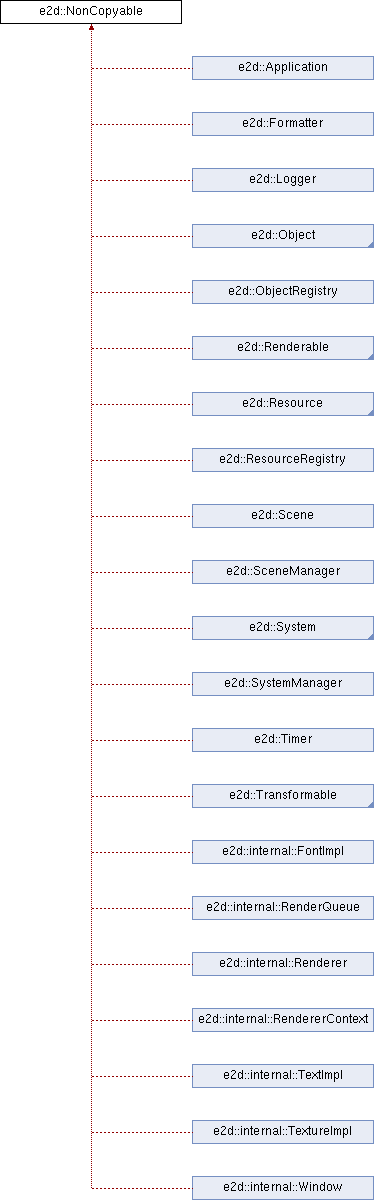 e2d::NonCopyable
e2d::Application
e2d::Formatter
e2d::Logger
e2d::Object
e2d::ObjectRegistry
e2d::Renderable
e2d::Resource
e2d::ResourceRegistry
e2d::Scene
e2d::SceneManager
e2d::System
e2d::SystemManager
e2d::Timer
e2d::Transformable
e2d::internal::FontImpl
e2d::internal::RenderQueue
e2d::internal::Renderer
e2d::internal::RendererContext
e2d::internal::TextImpl
e2d::internal::TextureImpl
e2d::internal::Window